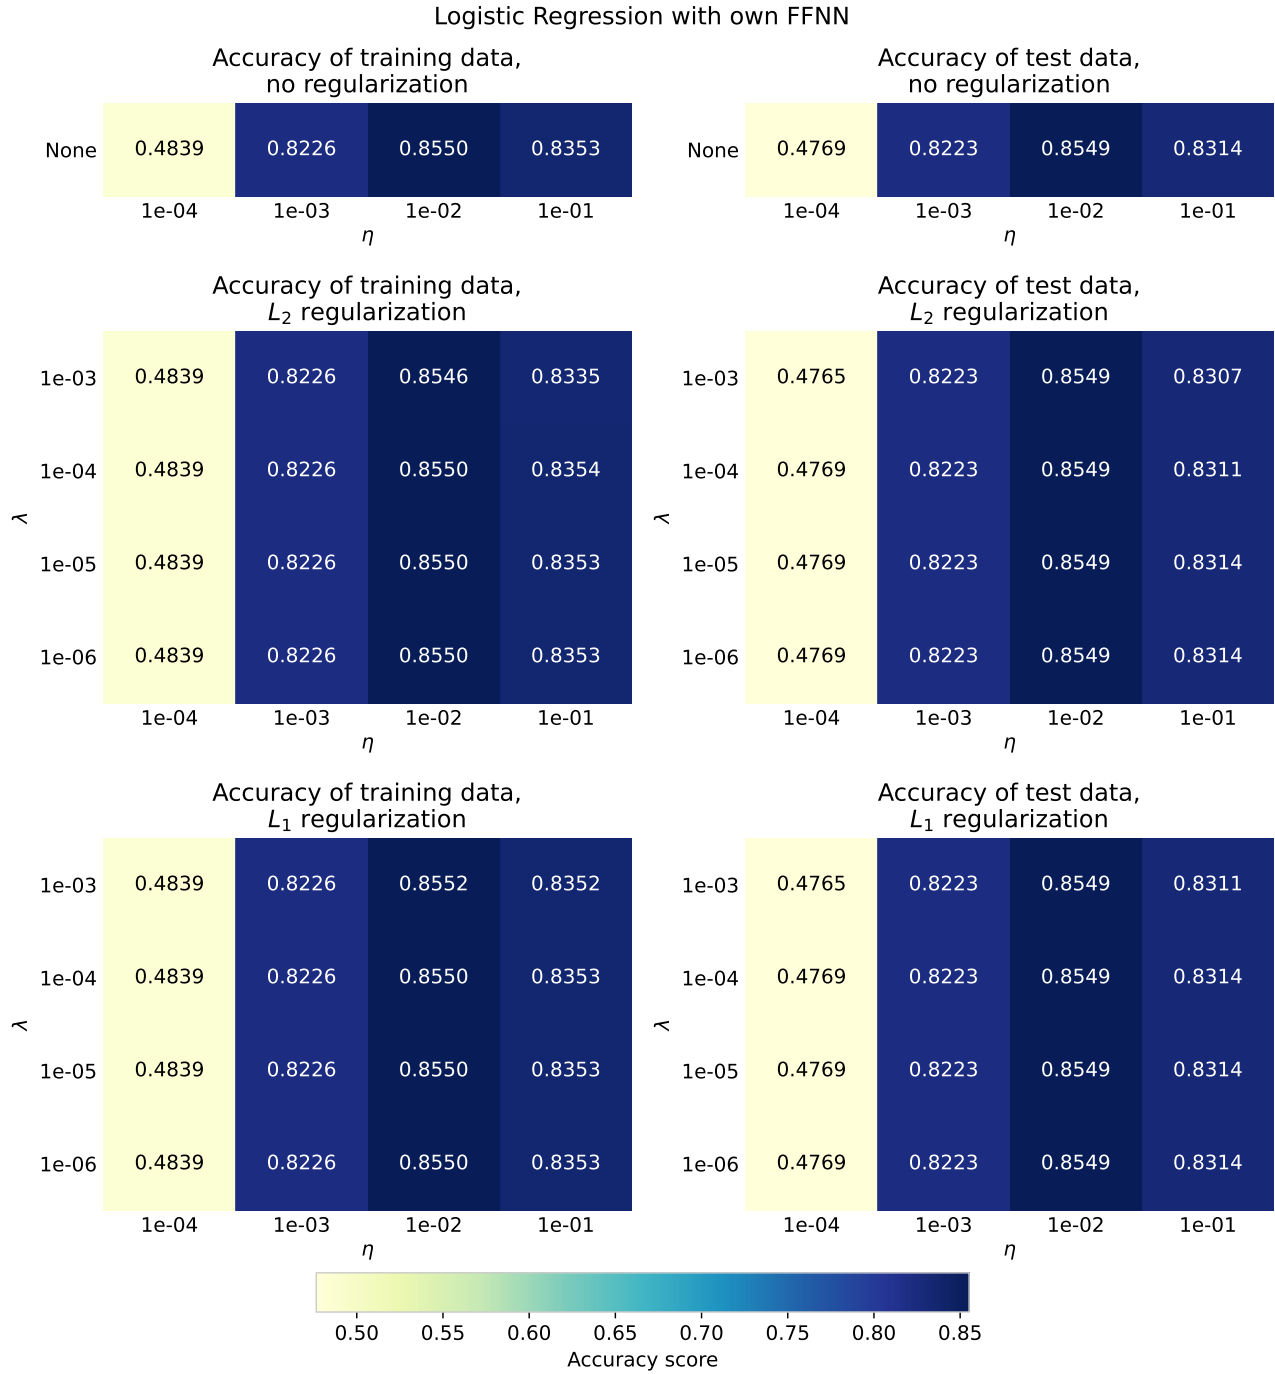 Logistic Regression with own FFNN
Accuracy of training data,
no regularization
None 0.4839 0.8226 0.8550 0.8353
1e-04 1e-03 1e-02 1e-01
η
Accuracy of test data,
no regularization
None 0.4769 0.8223 0.8549 0.8314
1e-04 1e-03 1e-02 1e-01
η
Accuracy of training data,
L₂ regularization
1e-03 0.4839 0.8226 0.8546 0.8335
1e-04 0.4839 0.8226 0.8550 0.8354
λ
1e-05 0.4839 0.8226 0.8550 0.8353
1e-06 0.4839 0.8226 0.8550 0.8353
1e-04 1e-03 1e-02 1e-01
η
Accuracy of test data,
L₂ regularization
1e-03 0.4765 0.8223 0.8549 0.8307
1e-04 0.4769 0.8223 0.8549 0.8311
λ
1e-05 0.4769 0.8223 0.8549 0.8314
1e-06 0.4769 0.8223 0.8549 0.8314
1e-04 1e-03 1e-02 1e-01
η
Accuracy of training data,
L₁ regularization
1e-03 0.4839 0.8226 0.8552 0.8352
1e-04 0.4839 0.8226 0.8550 0.8353
λ
1e-05 0.4839 0.8226 0.8550 0.8353
1e-06 0.4839 0.8226 0.8550 0.8353
1e-04 1e-03 1e-02 1e-01
η
Accuracy of test data,
L₁ regularization
1e-03 0.4765 0.8223 0.8549 0.8311
1e-04 0.4769 0.8223 0.8549 0.8314
λ
1e-05 0.4769 0.8223 0.8549 0.8314
1e-06 0.4769 0.8223 0.8549 0.8314
1e-04 1e-03 1e-02 1e-01
η
0.50 0.55 0.60 0.65 0.70 0.75 0.80 0.85
Accuracy score